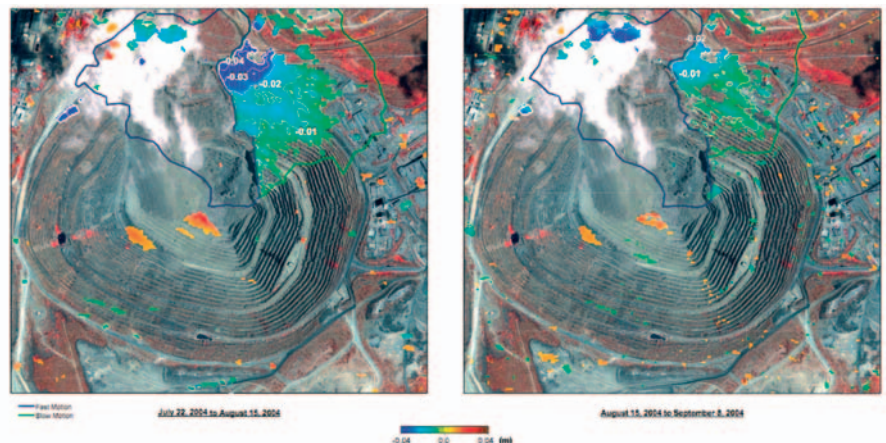 -0.04
-0.03
-0.02
-0.01
-0.02
-0.01
Fast Motion
Slow Motion
July 22, 2004 to August 15, 2004
August 15, 2004 to September 8, 2004
-0.04 0.0 0.04 (m)